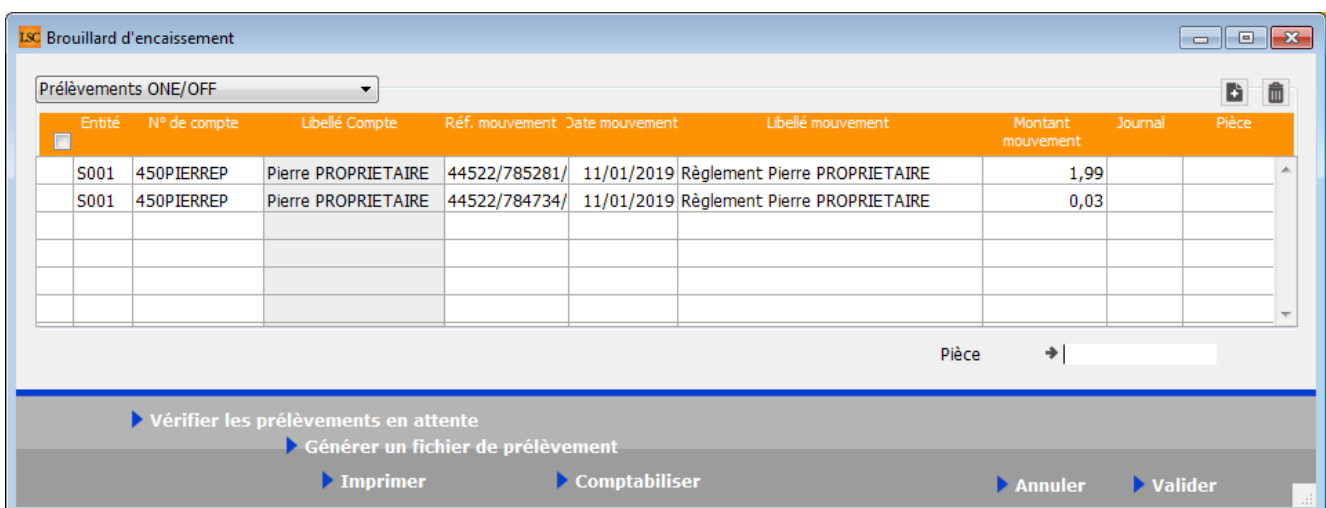 LSC Brouillard d'encaissement
Prélèvements ONE/OFF
Entité N° de compte Libellé Compte Réf. mouvement Date mouvement Libellé mouvement Montant mouvement Journal Pièce
S001 450PIERREP Pierre PROPRIETAIRE 44522/785281/ 11/01/2019 Règlement Pierre PROPRIETAIRE 1,99
S001 450PIERREP Pierre PROPRIETAIRE 44522/784734/ 11/01/2019 Règlement Pierre PROPRIETAIRE 0,03
Pièce
Vérifier les prélèvements en attente
Générer un fichier de prélèvement
Imprimer Comptabiliser Annuler Valider